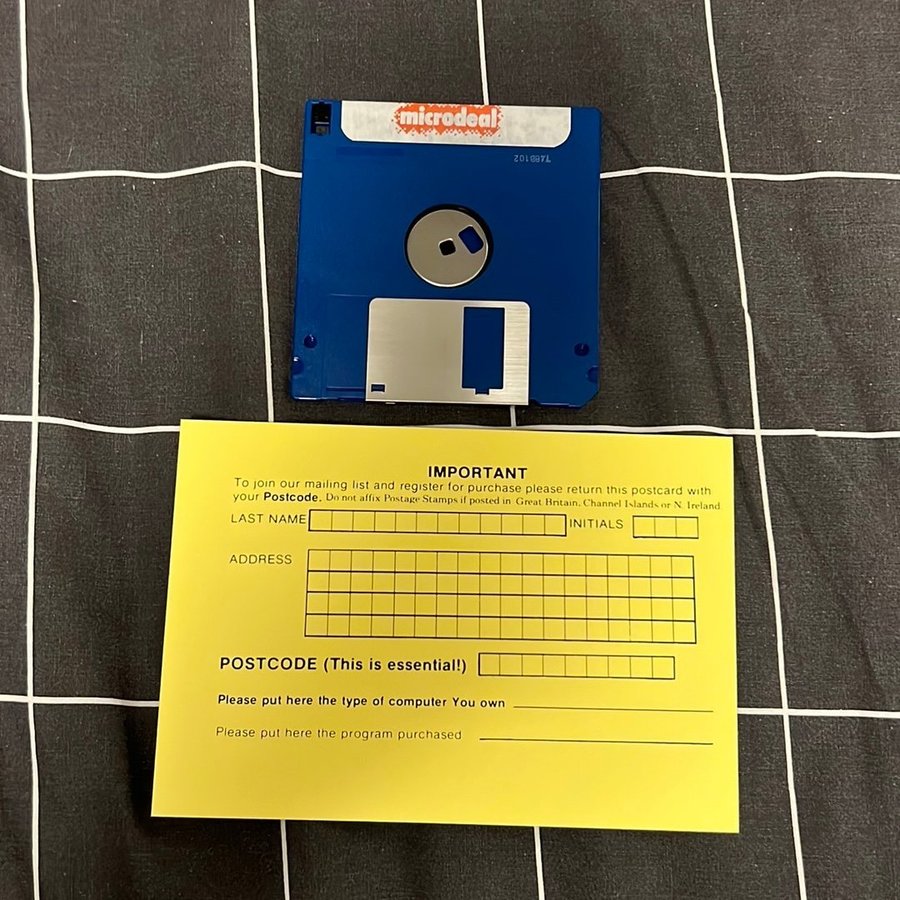 microdeal
7J8B102
IMPORTANT
To join our mailing list and register for purchase please return this postcard with
your Postcode. Do not affix Postage Stamps if posted in Great Britain, Channel Islands or N. Ireland.
LAST NAME INITIALS
ADDRESS
POSTCODE (This is essential!)
Please put here the type of computer You own
Please put here the program purchased